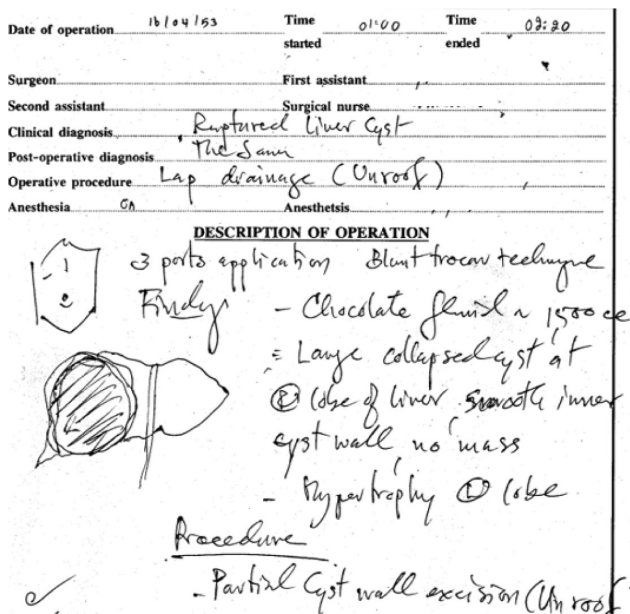 Date of operation 16/04/53 Time started 01:00 Time ended 02:20
Surgeon First assistant
Second assistant Surgical nurse
Clinical diagnosis Ruptured liver Cyst
Post-operative diagnosis The Same
Operative procedure Lap drainage (Unroof)
Anesthesia GA Anesthetsis
DESCRIPTION OF OPERATION
3 ports application Blunt trocar technique
Findings - Chocolate fluid ~ 1500 cc
= Large collapsed cyst at
Ⓡ lobe of liver smooth inner
cyst wall, no mass
- Hypertrophy Ⓛ lobe
Procedure
- Partial Cyst wall excision (Unroof